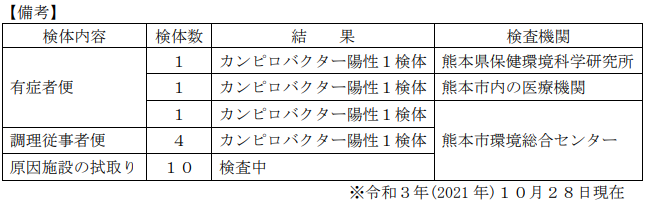 【備考】
検体内容 検体数 結　果 検査機関
有症者便 １ カンピロバクター陽性１検体 熊本県保健環境科学研究所
１ カンピロバクター陽性１検体 熊本市内の医療機関
１ カンピロバクター陽性１検体 熊本市環境総合センター
調理従事者便 ４ カンピロバクター陽性１検体
原因施設の拭取り １０ 検査中
※令和３年(2021年)１０月２８日現在